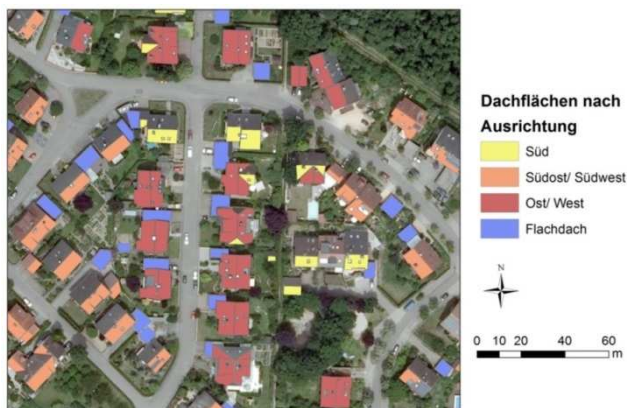 Dachflächen nach
Ausrichtung
Süd
Südost/ Südwest
Ost/ West
Flachdach
N
0 10 20 40 60
m